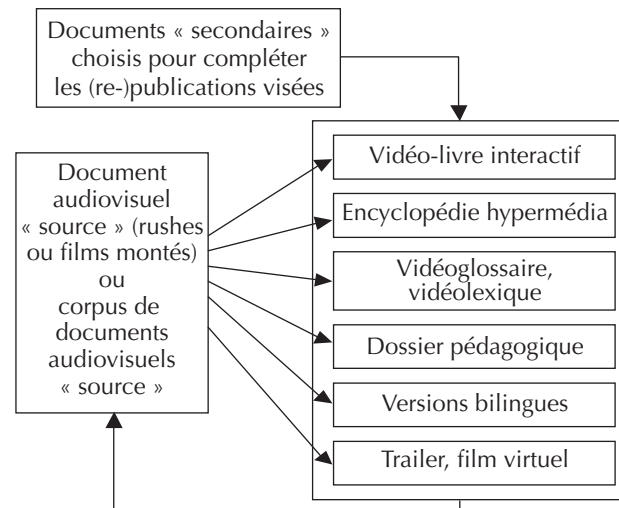 Documents « secondaires »
choisis pour compléter
les (re-)publications visées
Document
audiovisuel
« source » (rushes
ou films montés)
ou
corpus de
documents
audiovisuels
« source »
Vidéo-livre interactif
Encyclopédie hypermédia
Vidéoglossaire,
vidéolexique
Dossier pédagogique
Versions bilingues
Trailer, film virtuel